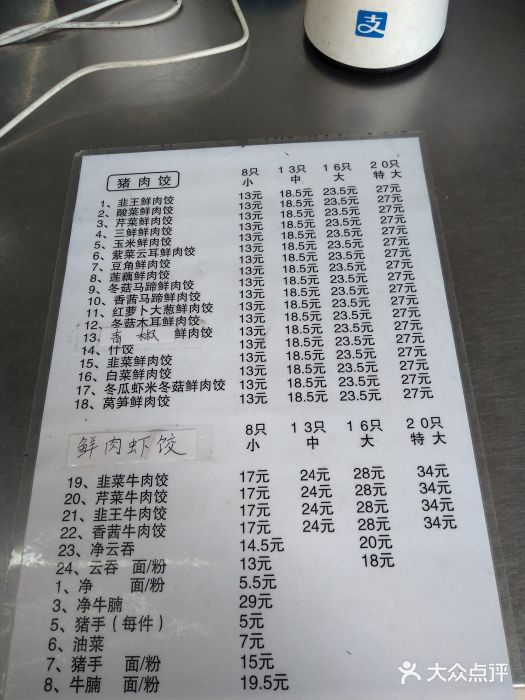 支
猪肉饺 8只 13只 16只 20只
小 中 大 特大
1、韭王鲜肉饺 13元 18.5元 23.5元 27元
2、酸菜鲜肉饺 13元 18.5元 23.5元 27元
3、芹菜鲜肉饺 13元 18.5元 23.5元 27元
4、三鲜鲜肉饺 13元 18.5元 23.5元 27元
5、玉米鲜肉饺 13元 18.5元 23.5元 27元
6、紫菜云耳鲜肉饺 13元 18.5元 23.5元 27元
7、豆角鲜肉饺 13元 18.5元 23.5元 27元
8、莲藕鲜肉饺 13元 18.5元 23.5元 27元
9、冬菇马蹄鲜肉饺 13元 18.5元 23.5元 27元
10、香茜马蹄鲜肉饺 13元 18.5元 23.5元 27元
11、红萝卜大葱鲜肉饺 13元 18.5元 23.5元 27元
12、冬菇木耳鲜肉饺 13元 18.5元 23.5元 27元
13、青椒 鲜肉饺 13元 18.5元 23.5元 27元
14、什饺 13元 18.5元 23.5元 27元
15、韭菜鲜肉饺 13元 18.5元 23.5元 27元
16、白菜鲜肉饺 13元 18.5元 23.5元 27元
17、冬瓜虾米冬菇鲜肉饺 13元 18.5元 23.5元 27元
18、莴笋鲜肉饺 13元 18.5元 23.5元 27元
鲜肉虾饺 8只 13只 16只 20只
小 中 大 特大
19、韭菜牛肉饺 17元 24元 28元 34元
20、芹菜牛肉饺 17元 24元 28元 34元
21、韭王牛肉饺 17元 24元 28元 34元
22、香茜牛肉饺 17元 24元 28元 34元
23、净云吞 14.5元 20元
24、云吞 面/粉 13元 18元
1、净 面/粉 5.5元
3、净牛腩 29元
5、猪手(每件) 5元
6、油菜 7元
7、猪手 面/粉 15元
8、牛腩 面/粉 19.5元
大众点评